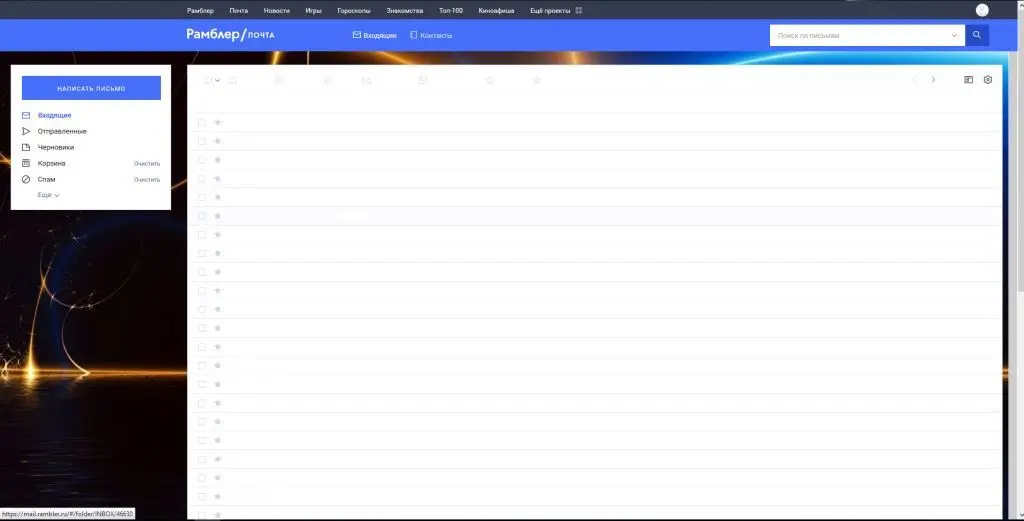 Рамблер Почта Новости Игры Гороскопы Знакомства Топ-100 Киноафиша Ещё проекты
Рамблер/почта Входящие Контакты Поиск по письмам
НАПИСАТЬ ПИСЬМО
Входящие
Отправленные
Черновики
Корзина Очистить
Спам Очистить
Ещё
https://mail.rambler.ru/#/folder/INBOX/46630